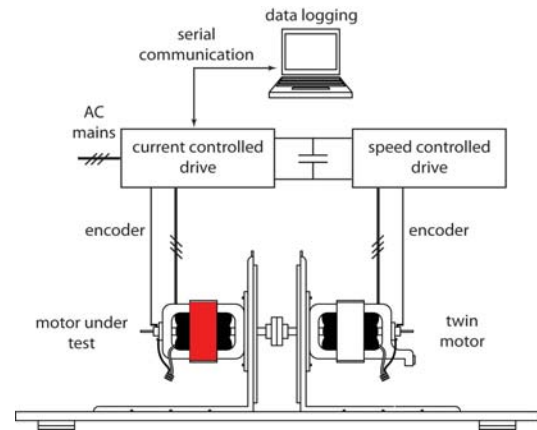 data logging
serial
communication
AC
mains
current controlled
drive
speed controlled
drive
encoder
encoder
motor under
test
twin
motor